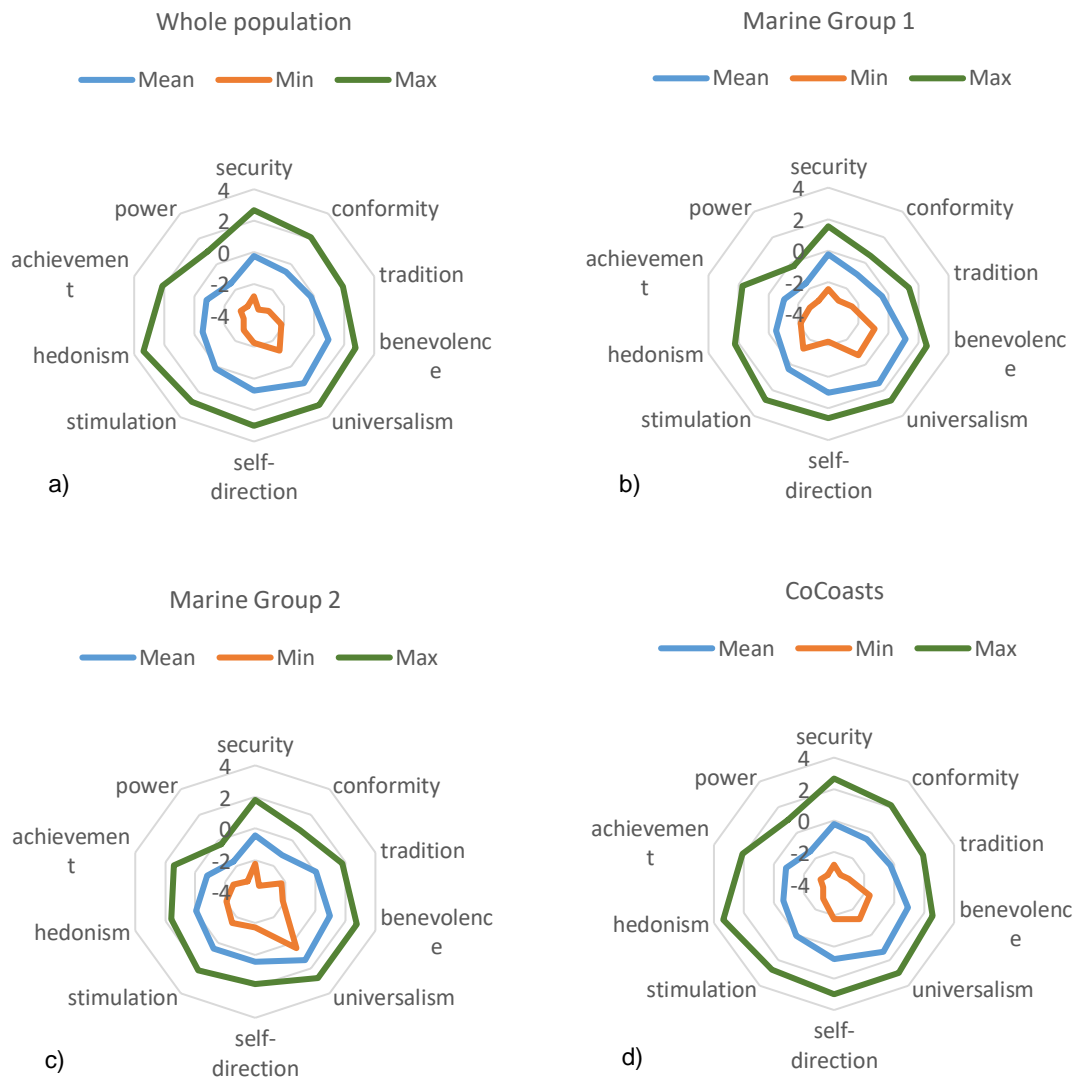 Whole population
Mean Min Max
security
4
2
0
-2
-4
conformity
tradition
benevolenc
e
universalism
self-
direction
stimulation
hedonism
achievemen
t
power
a)
Marine Group 1
Mean Min Max
security
4
2
0
-2
-4
conformity
tradition
benevolenc
e
universalism
self-
direction
stimulation
hedonism
achievemen
t
power
b)
Marine Group 2
Mean Min Max
security
4
2
0
-2
-4
conformity
tradition
benevolenc
e
universalism
self-
direction
stimulation
hedonism
achievemen
t
power
c)
CoCoasts
Mean Min Max
security
4
2
0
-2
-4
conformity
tradition
benevolenc
e
universalism
self-
direction
stimulation
hedonism
achievemen
t
power
d)